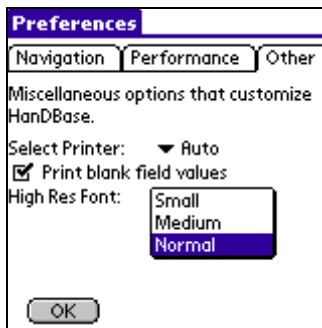 Preferences
Navigation Performance Other
Miscellaneous options that customize
HanDBase.
Select Printer: Auto
Print blank field values
High Res Font: Small
Medium
Normal
OK